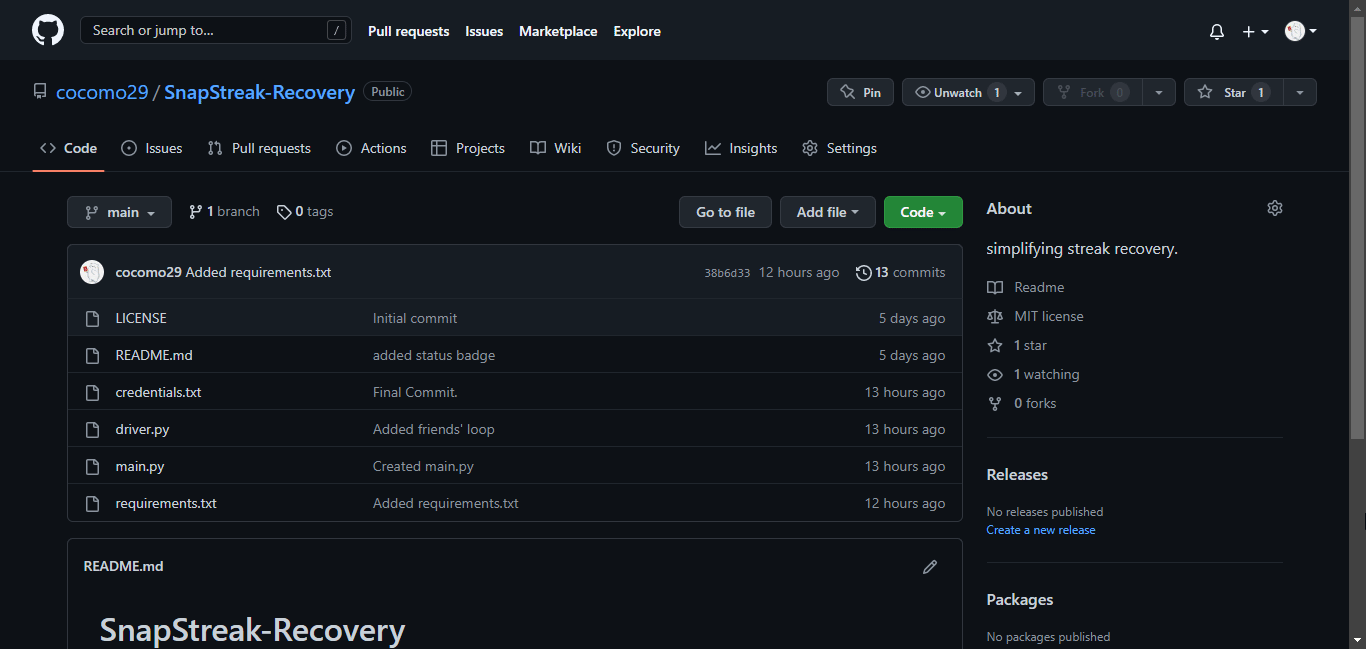 Search or jump to... /
Pull requests Issues Marketplace Explore
cocomo29 / SnapStreak-Recovery Public
Pin Unwatch 1 Fork 0 Star 1
Code Issues Pull requests Actions Projects Wiki Security Insights Settings
main 1 branch 0 tags Go to file Add file Code
cocomo29 Added requirements.txt 38b6d33 12 hours ago 13 commits
LICENSE Initial commit 5 days ago
README.md added status badge 5 days ago
credentials.txt Final Commit. 13 hours ago
driver.py Added friends' loop 13 hours ago
main.py Created main.py 13 hours ago
requirements.txt Added requirements.txt 12 hours ago
README.md
SnapStreak-Recovery
About
simplifying streak recovery.
Readme
MIT license
1 star
1 watching
0 forks
Releases
No releases published
Create a new release
Packages
No packages published